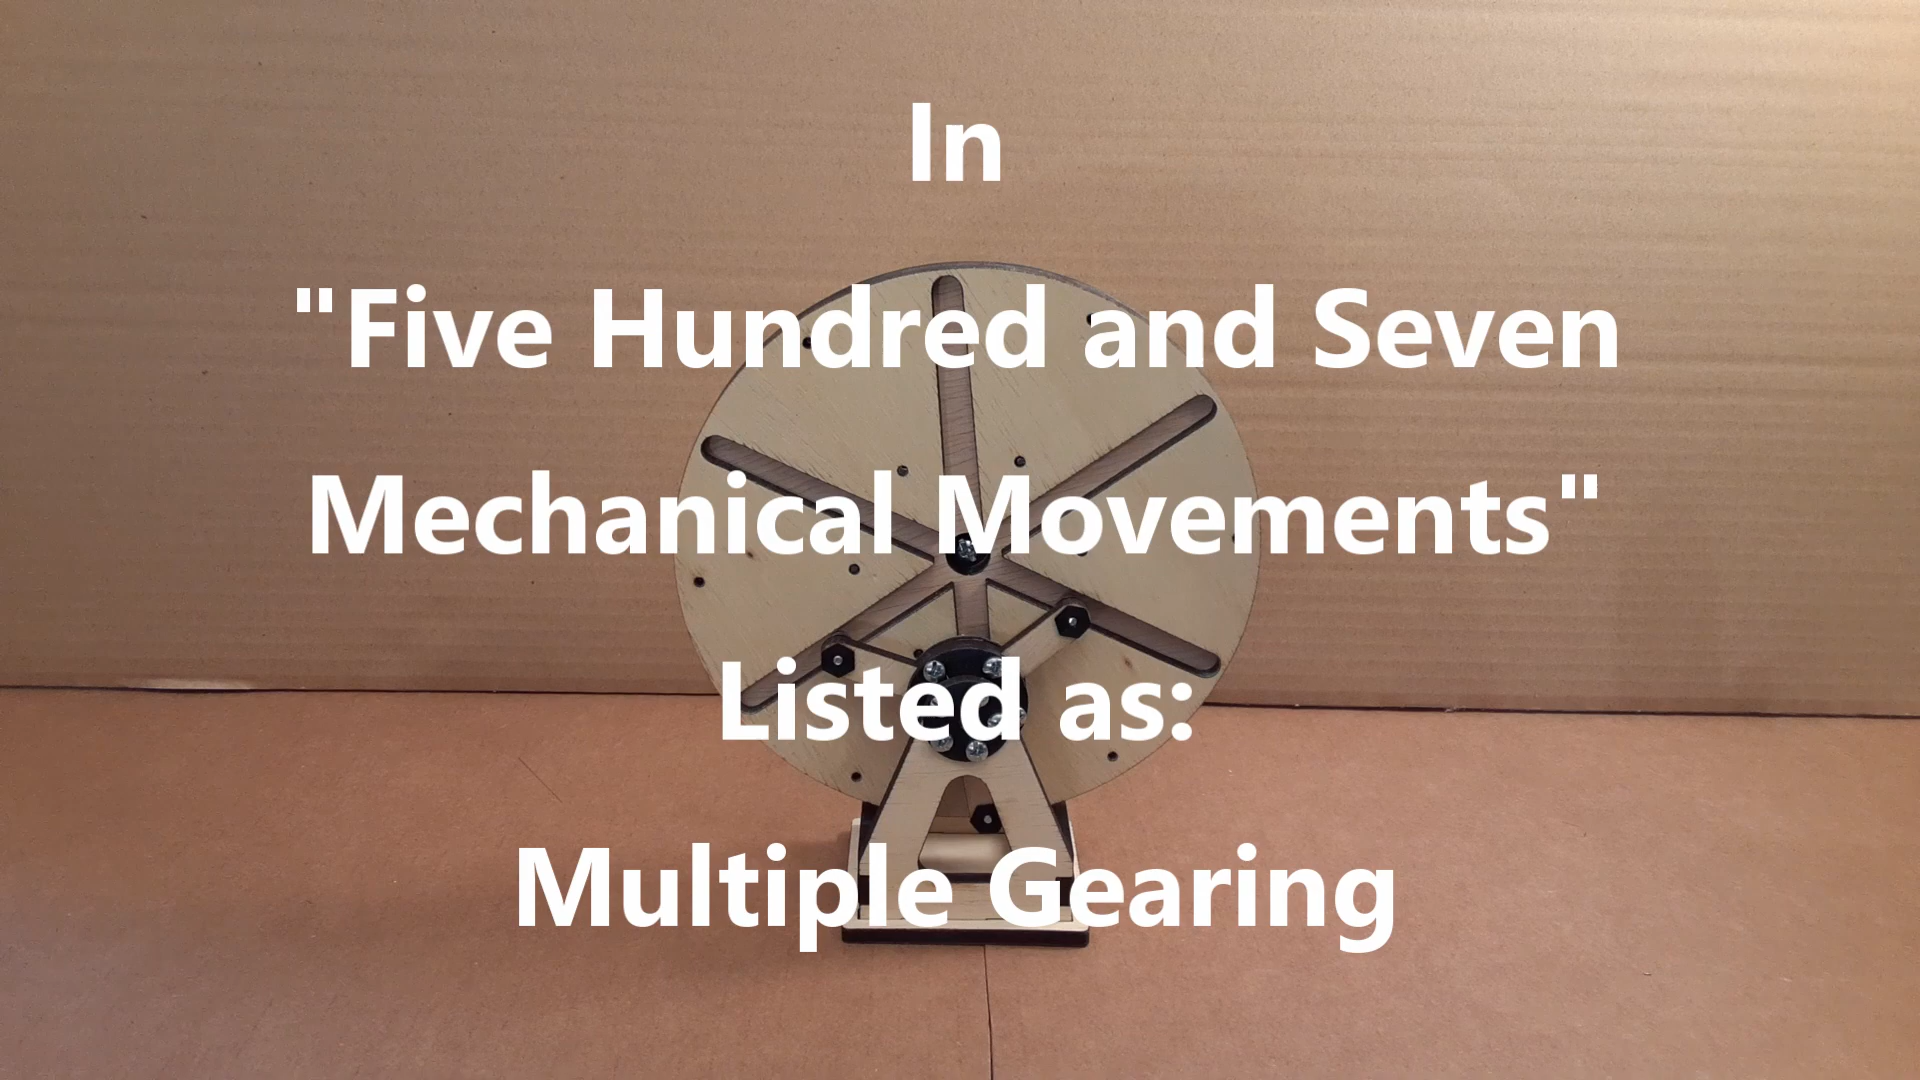 In
"Five Hundred and Seven
Mechanical Movements"
Listed as:
Multiple Gearing